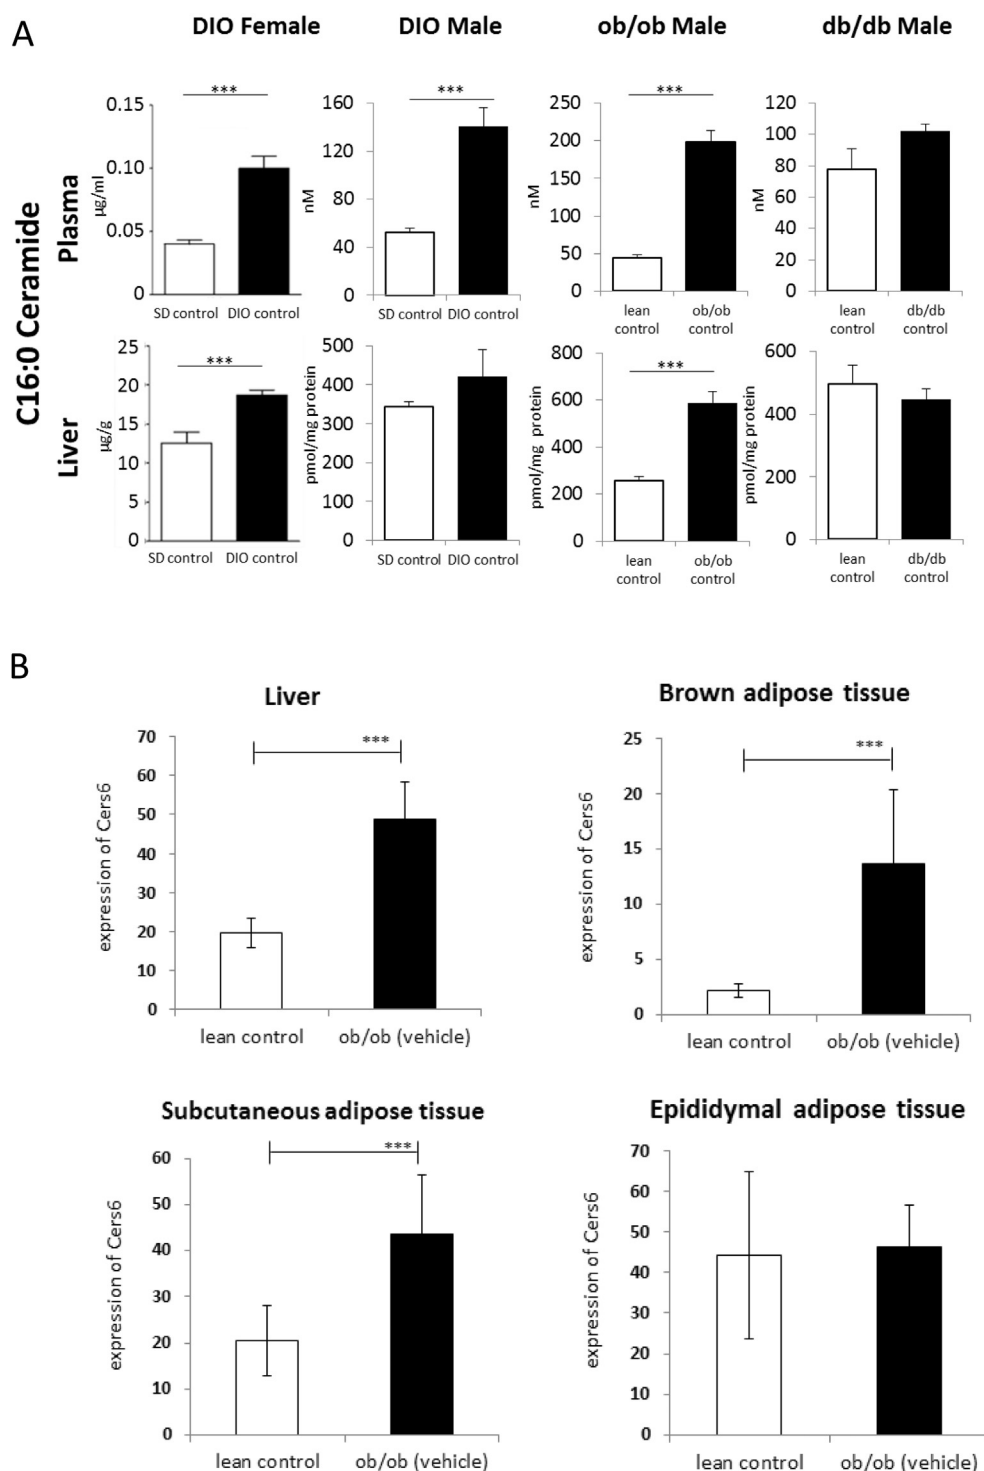 A
DIO Female
DIO Male
ob/ob Male
db/db Male
C16:0 Ceramide
Plasma
***
0.15
0.10
0.05
0
µg/ml
SD control
DIO control
***
160
120
80
40
0
nM
SD control
DIO control
***
250
200
150
100
50
0
nM
lean
control
ob/ob
control
120
100
80
60
40
20
0
nM
lean
control
db/db
control
Liver
***
25
20
15
10
5
0
µg/g
SD control
DIO control
500
400
300
200
100
0
pmol/mg protein
SD control
DIO control
***
800
600
400
200
0
pmol/mg protein
lean
control
ob/ob
control
600
400
200
0
pmol/mg protein
lean
control
db/db
control
B
Liver
***
70
60
50
40
30
20
10
0
expression of Cers6
lean control
ob/ob (vehicle)
Brown adipose tissue
***
25
20
15
10
5
0
expression of Cers6
lean control
ob/ob (vehicle)
Subcutaneous adipose tissue
***
60
50
40
30
20
10
0
expression of Cers6
lean control
ob/ob (vehicle)
Epididymal adipose tissue
70
60
50
40
30
20
10
0
expression of Cers6
lean control
ob/ob (vehicle)